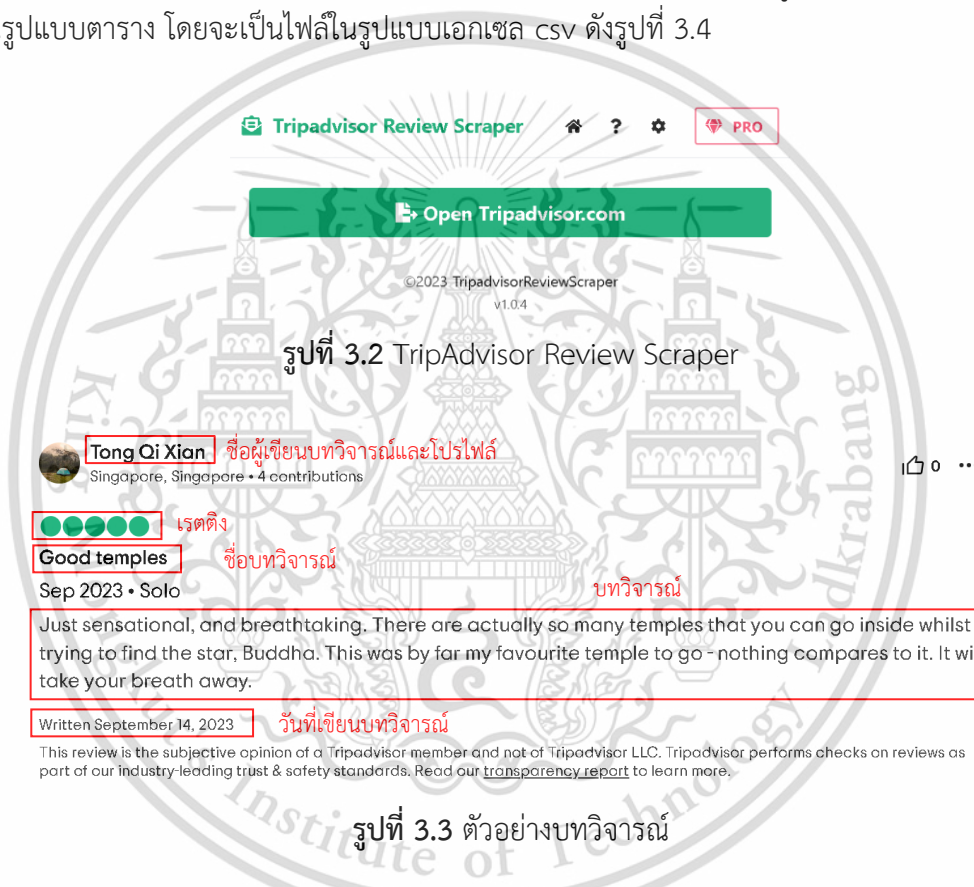 รูปแบบตาราง โดยจะเป็นไฟล์ในรูปแบบเอกเซล csv ดังรูปที่ 3.4
Tripadvisor Review Scraper ? PRO
Open Tripadvisor.com
©2023 TripadvisorReviewScraper
v1.0.4
รูปที่ 3.2 TripAdvisor Review Scraper
Tong Qi Xian ชื่อผู้เขียนบทวิจารณ์และโปรไฟล์
Singapore, Singapore • 4 contributions
0
เรตติง
Good temples ชื่อบทวิจารณ์
Sep 2023 • Solo
บทวิจารณ์
Just sensational, and breathtaking. There are actually so many temples that you can go inside whilst
trying to find the star, Buddha. This was by far my favourite temple to go - nothing compares to it. It wi
take your breath away.
Written September 14, 2023 วันที่เขียนบทวิจารณ์
This review is the subjective opinion of a Tripadvisor member and not of Tripadvisor LLC. Tripadvisor performs checks on reviews as
part of our industry-leading trust & safety standards. Read our transparency report to learn more.
รูปที่ 3.3 ตัวอย่างบทวิจารณ์